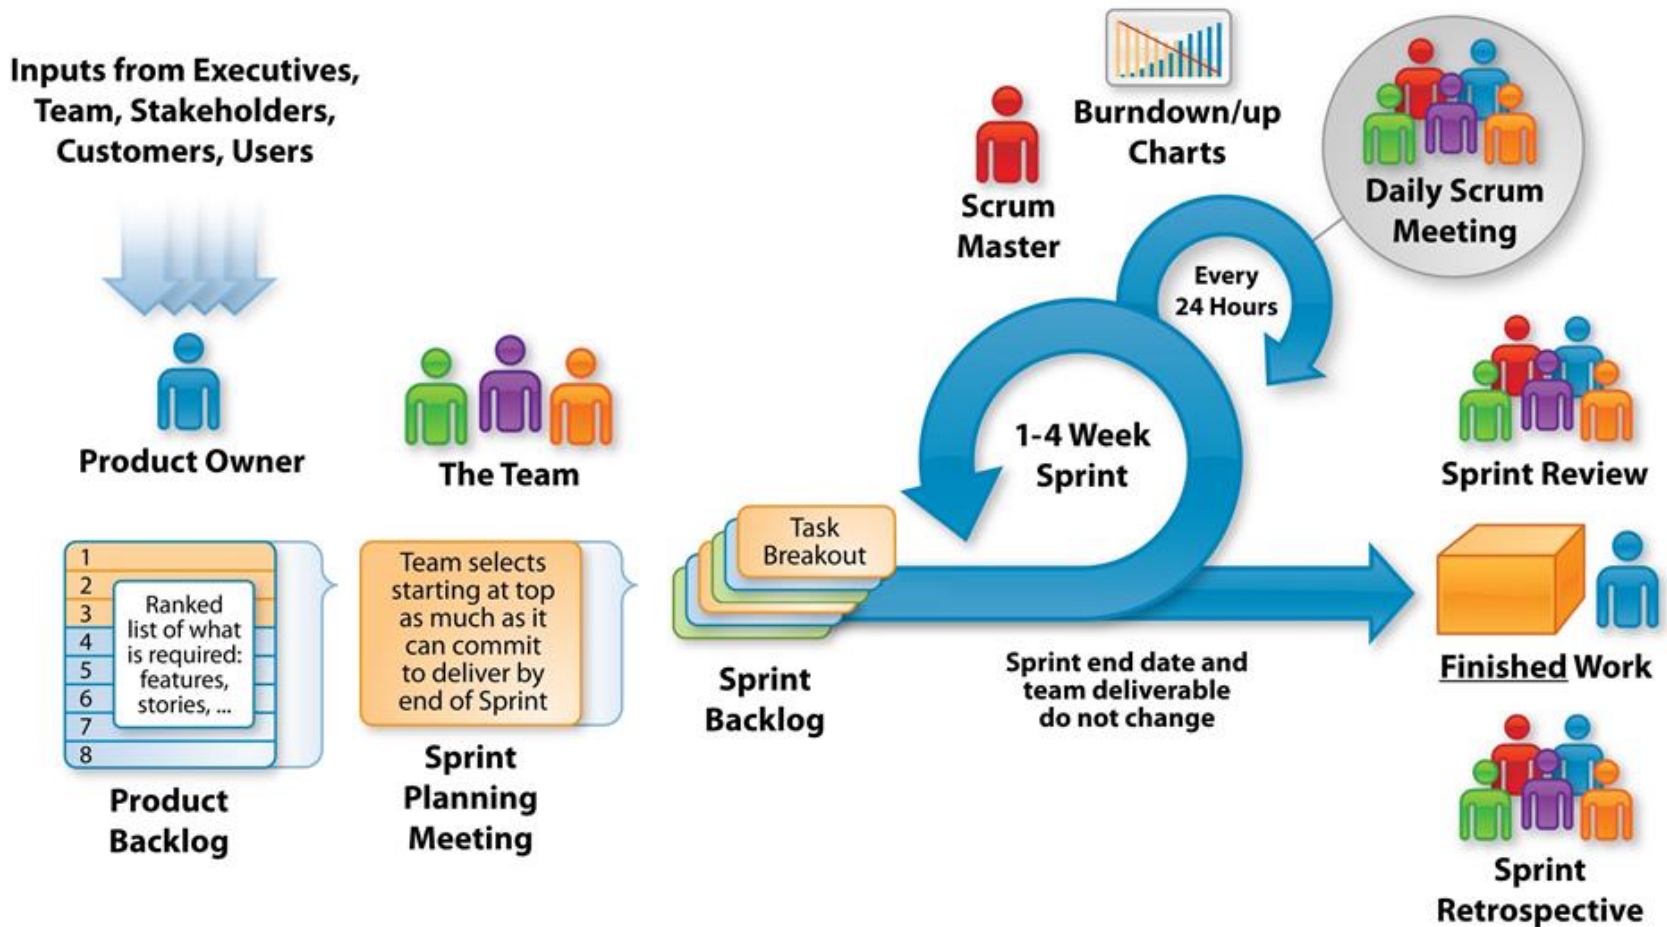 Inputs from Executives,
Team, Stakeholders,
Customers, Users
Product Owner
The Team
1
2
3
4
5
6
7
8
Ranked
list of what
is required:
features,
stories, ...
Product
Backlog
Team selects
starting at top
as much as it
can commit
to deliver by
end of Sprint
Sprint
Planning
Meeting
Task
Breakout
Sprint
Backlog
Scrum
Master
Burndown/up
Charts
Daily Scrum
Meeting
Every
24 Hours
1-4 Week
Sprint
Sprint end date and
team deliverable
do not change
Sprint Review
Finished Work
Sprint
Retrospective